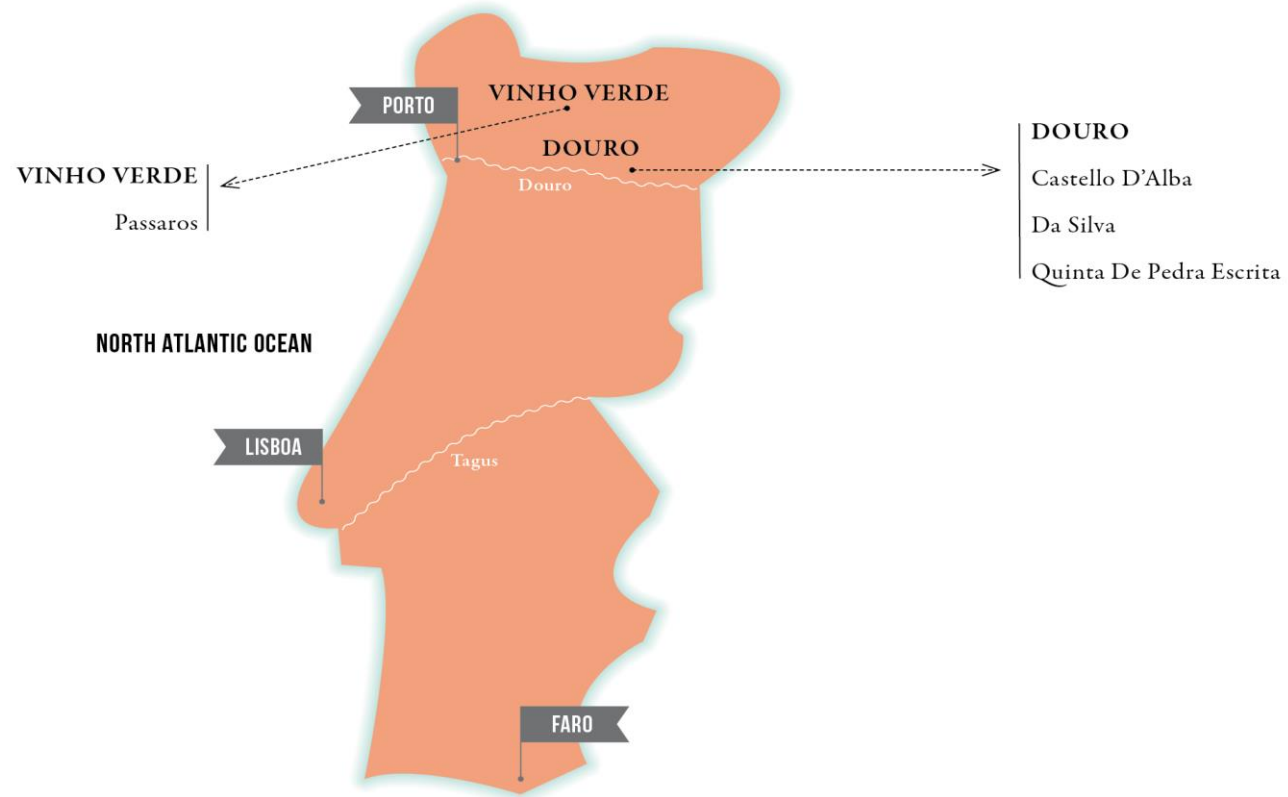 VINHO VERDE
PORTO
DOURO
DOURO
Douro
Castello D'Alba
VINHO VERDE
Passaros
Da Silva
Quinta De Pedra Escrita
NORTH ATLANTIC OCEAN
LISBOA
Tagus
FARO